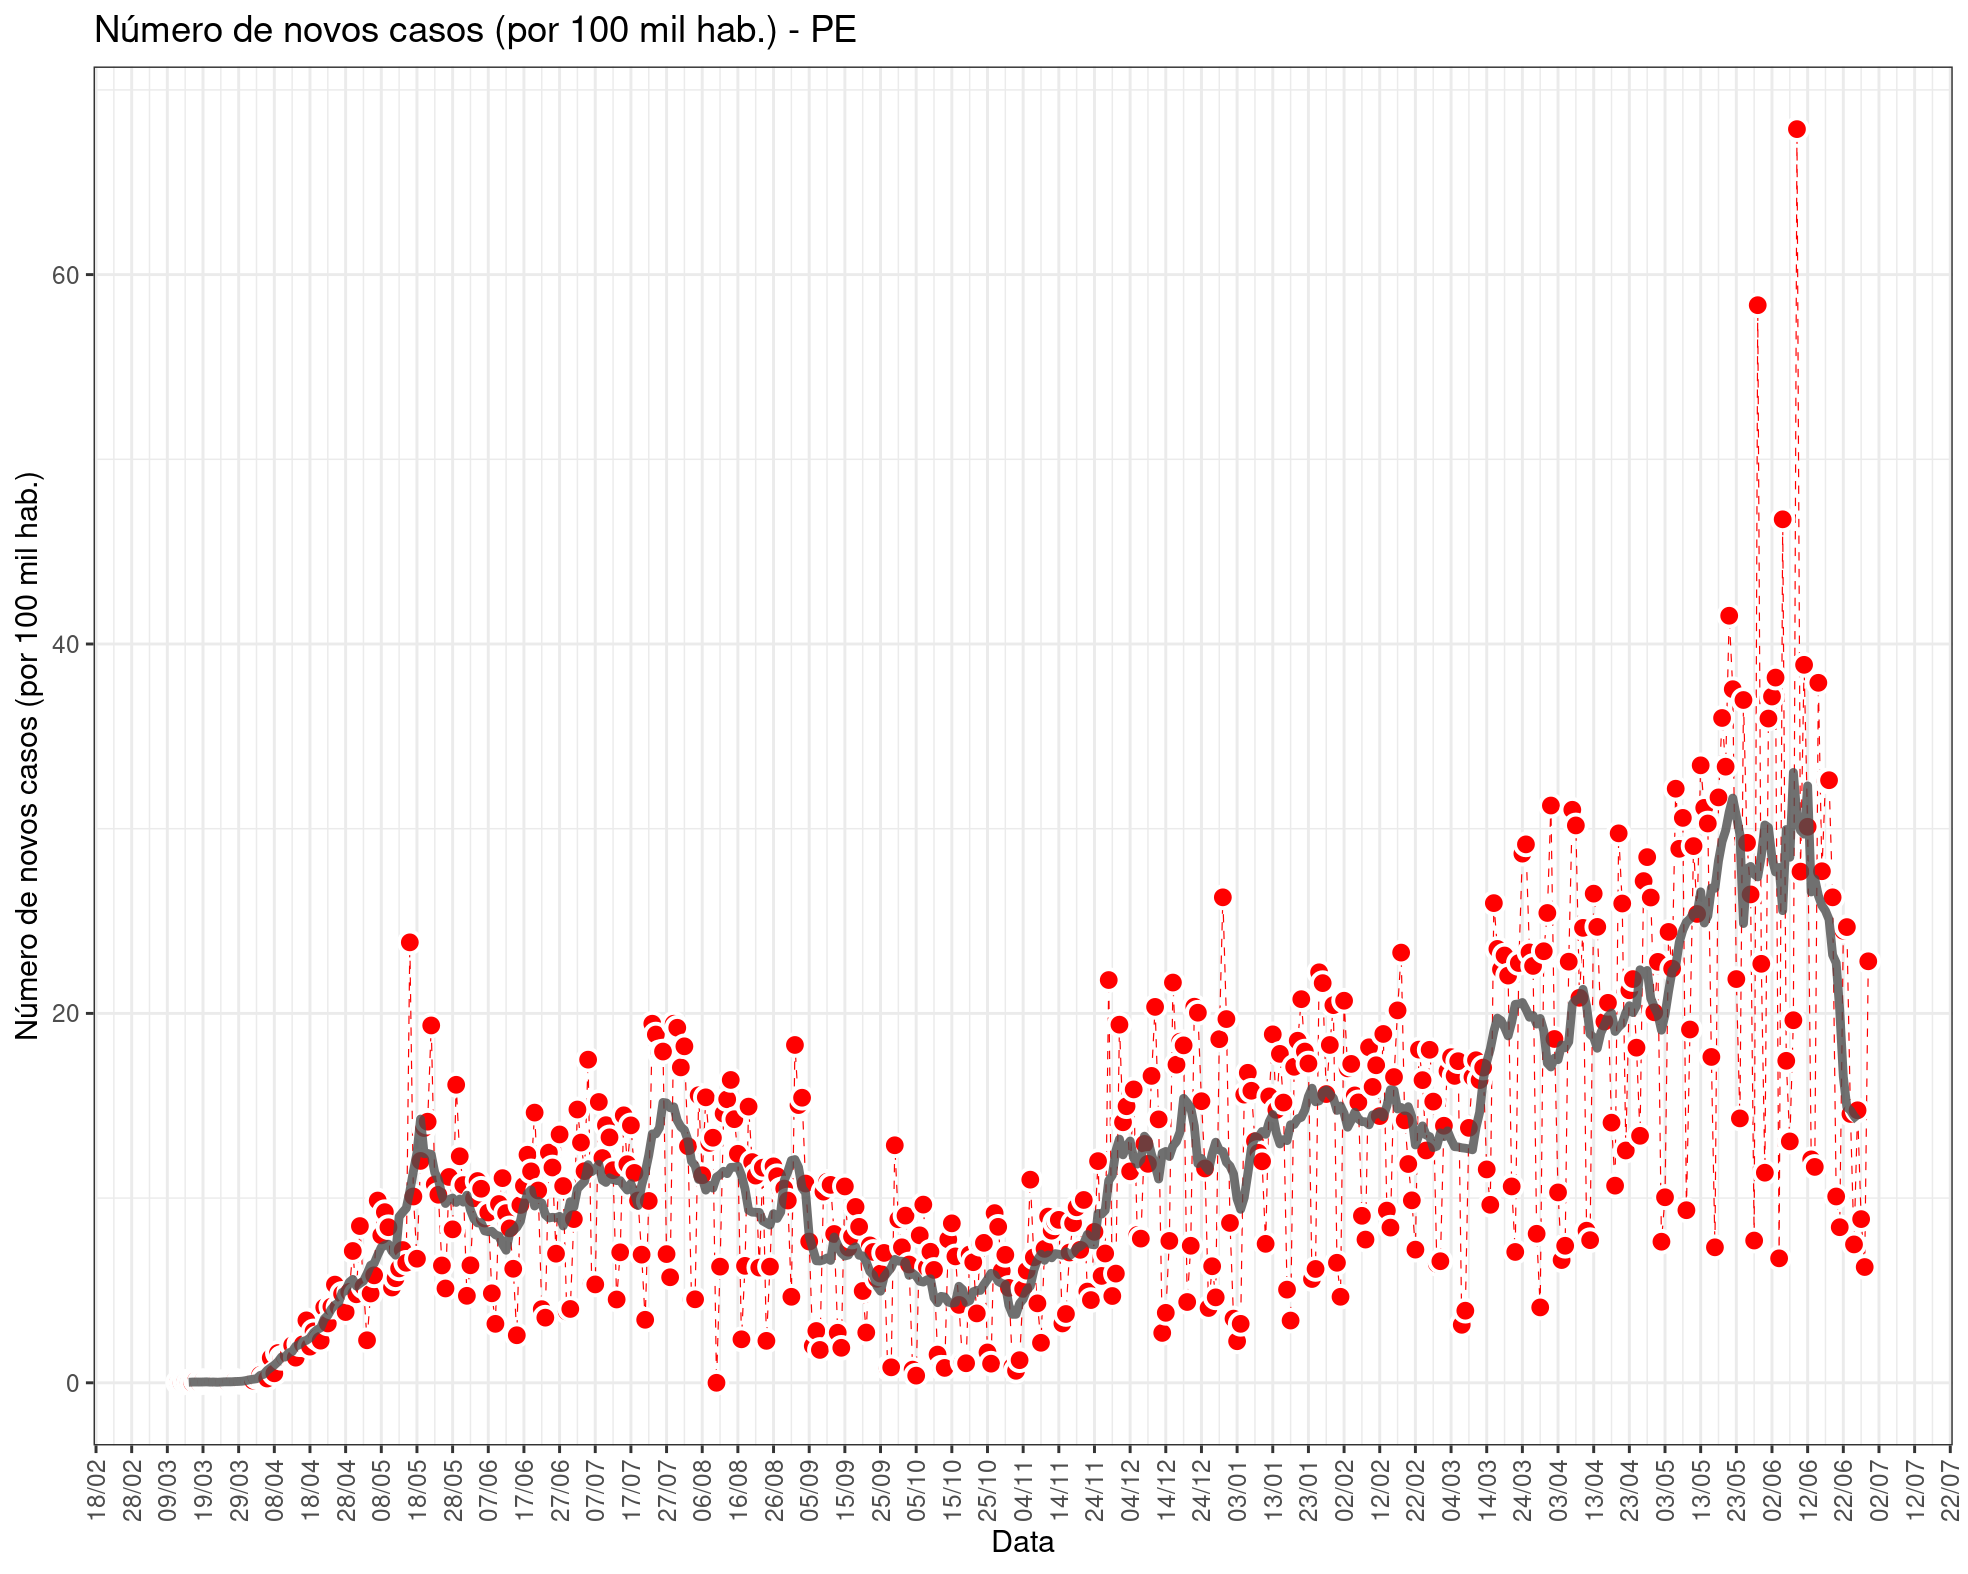 Número de novos casos (por 100 mil hab.) - PE
Número de novos casos (por 100 mil hab.)
60
40
20
0
18/02 28/02 09/03 19/03 29/03 08/04 18/04 28/04 08/05 18/05 28/05 07/06 17/06 27/06 07/07 17/07 27/07 06/08 16/08 26/08 05/09 15/09 25/09 05/10 15/10 25/10 04/11 14/11 24/11 04/12 14/12 24/12 03/01 13/01 23/01 02/02 12/02 22/02 04/03 14/03 24/03 03/04 13/04 23/04 03/05 13/05 23/05 02/06 12/06 22/06 02/07 12/07 22/07
Data